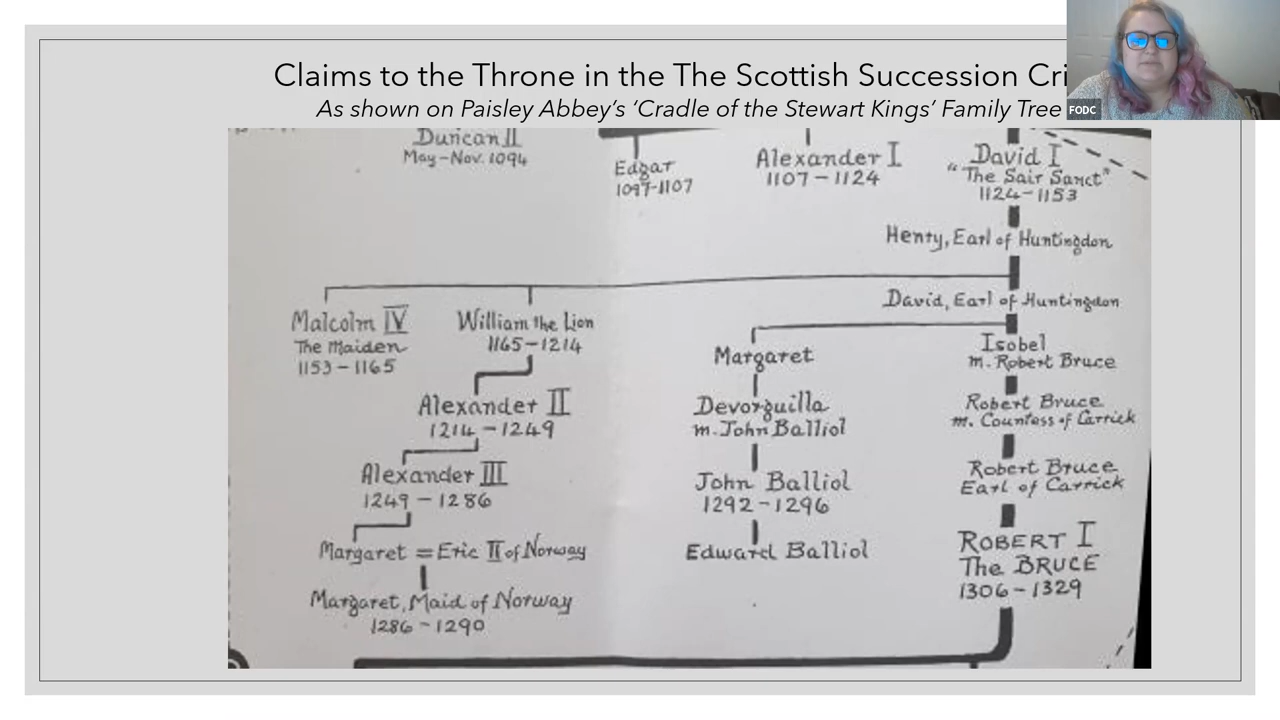 Claims to the Throne in the The Scottish Succession Cri
As shown on Paisley Abbey's 'Cradle of the Stewart Kings' Family Tree
FODC
Duncan II
May-Nov. 1094
Edgar
1097-1107
Alexander I
1107-1124
David I
"The Sair Sanct"
1124-1153
Henry, Earl of Huntingdon
David, Earl of Huntingdon
Malcolm IV
The Maiden
1153-1165
William the Lion
1165-1214
Margaret
Isobel
m. Robert Bruce
Alexander II
1214-1249
Devorguilla
m. John Balliol
Robert Bruce
m. Countess of Carrick
Alexander III
1249-1286
John Balliol
1292-1296
Robert Bruce
Earl of Carrick
Margaret = Eric II of Norway
Edward Balliol
ROBERT I
The BRUCE
1306-1329
Margaret, Maid of Norway
1286-1290